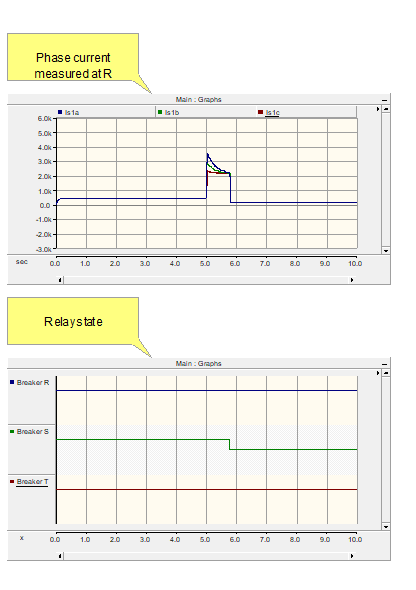 Phase current
measured at R
Main : Graphs
Is1a Is1b Is1c
6.0k
5.0k
4.0k
3.0k
2.0k
1.0k
0.0
-1.0k
-2.0k
-3.0k
sec 0.0 1.0 2.0 3.0 4.0 5.0 6.0 7.0 8.0 9.0 10.0
Relay state
Main : Graphs
Breaker R
Breaker S
Breaker T
x 0.0 1.0 2.0 3.0 4.0 5.0 6.0 7.0 8.0 9.0 10.0